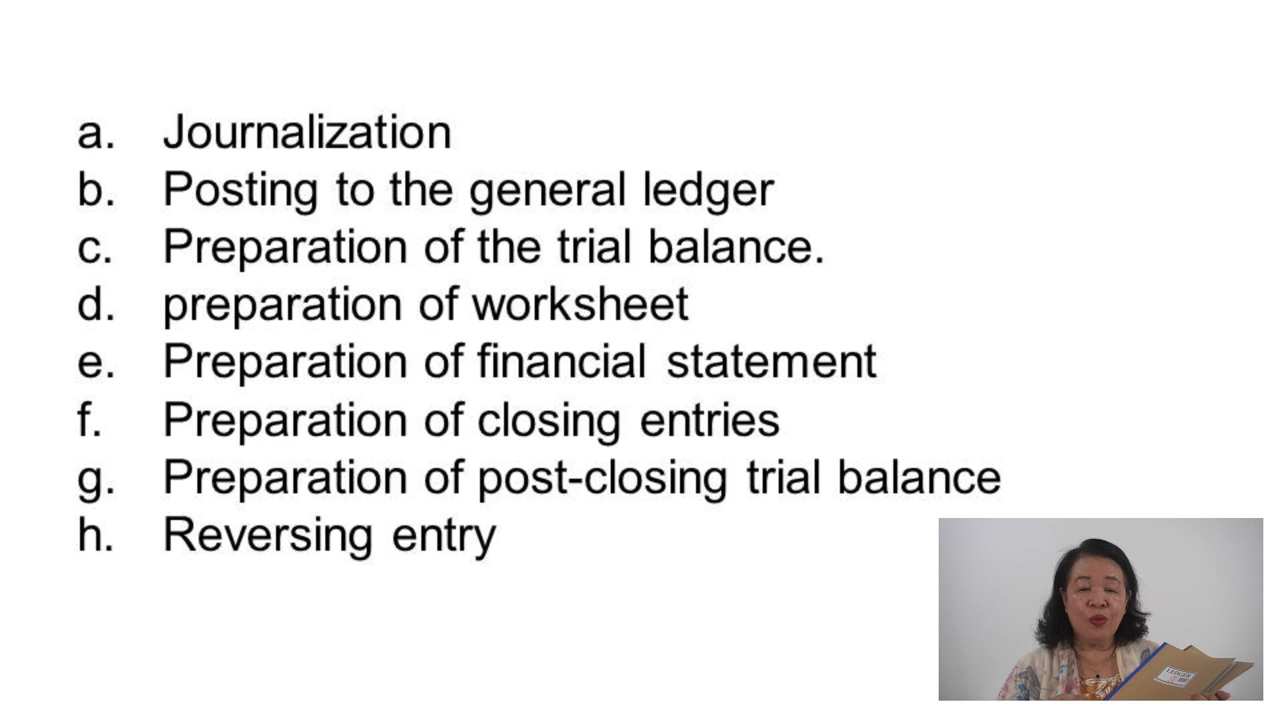 a. Journalization
b. Posting to the general ledger
c. Preparation of the trial balance.
d. preparation of worksheet
e. Preparation of financial statement
f. Preparation of closing entries
g. Preparation of post-closing trial balance
h. Reversing entry
LEDGER